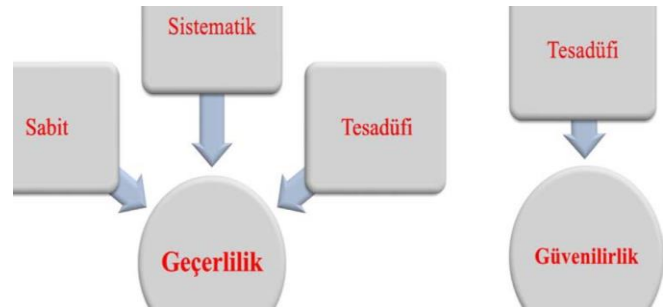 Sistematik
Sabit
Tesadüfi
Geçerlilik
Tesadüfi
Güvenilirlik